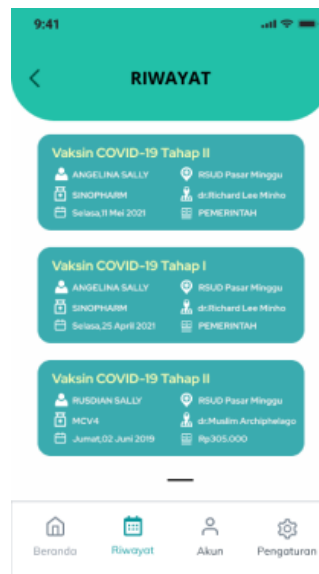 9:41
RIWAYAT
Vaksin COVID-19 Tahap II
ANGELINA SALLY RSUD Pasar Minggu
SINOPHARM dr.Richard Lee Minho
Selasa,11 Mei 2021 PEMERINTAH
Vaksin COVID-19 Tahap I
ANGELINA SALLY RSUD Pasar Minggu
SINOPHARM dr.Richard Lee Minho
Selasa,25 April 2021 PEMERINTAH
Vaksin COVID-19 Tahap II
RUSDIAN SALLY RSUD Pasar Minggu
MCV4 dr.Muslim Archiphelago
Jumat,02 Juni 2019 Rp305.000
Beranda Riwayat Akun Pengaturan